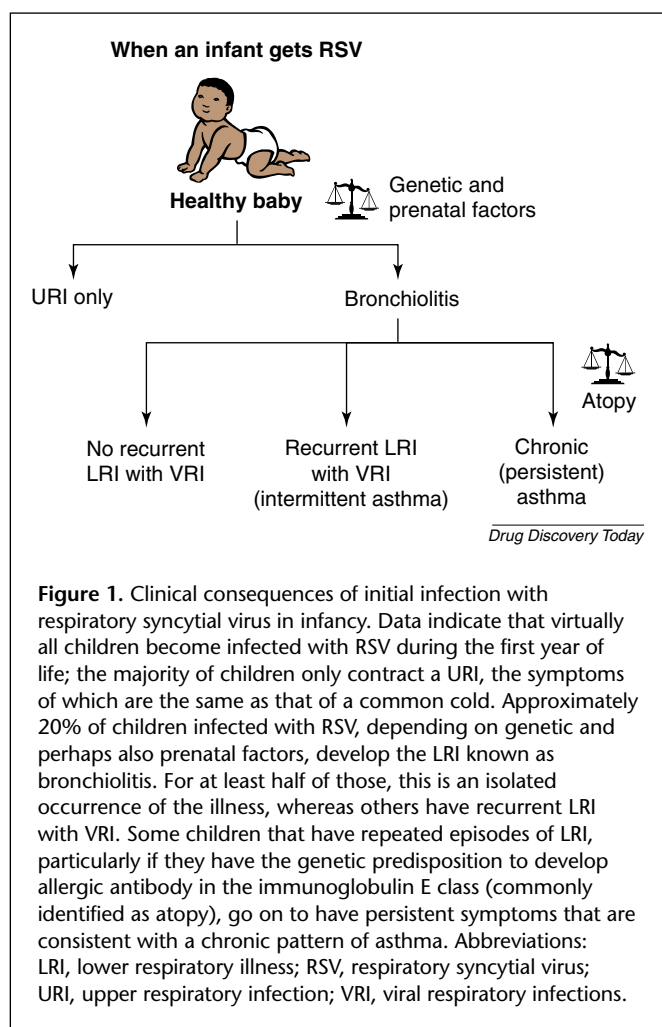 When an infant gets RSV
Healthy baby
Genetic and
prenatal factors
URI only
Bronchiolitis
Atopy
No recurrent
LRI with VRI
Recurrent LRI
with VRI
(intermittent asthma)
Chronic
(persistent)
asthma
Drug Discovery Today
Figure 1. Clinical consequences of initial infection with
respiratory syncytial virus in infancy. Data indicate that virtually
all children become infected with RSV during the first year of
life; the majority of children only contract a URI, the symptoms
of which are the same as that of a common cold. Approximately
20% of children infected with RSV, depending on genetic and
perhaps also prenatal factors, develop the LRI known as
bronchiolitis. For at least half of those, this is an isolated
occurrence of the illness, whereas others have recurrent LRI
with VRI. Some children that have repeated episodes of LRI,
particularly if they have the genetic predisposition to develop
allergic antibody in the immunoglobulin E class (commonly
identified as atopy), go on to have persistent symptoms that are
consistent with a chronic pattern of asthma. Abbreviations:
LRI, lower respiratory illness; RSV, respiratory syncytial virus;
URI, upper respiratory infection; VRI, viral respiratory infections.